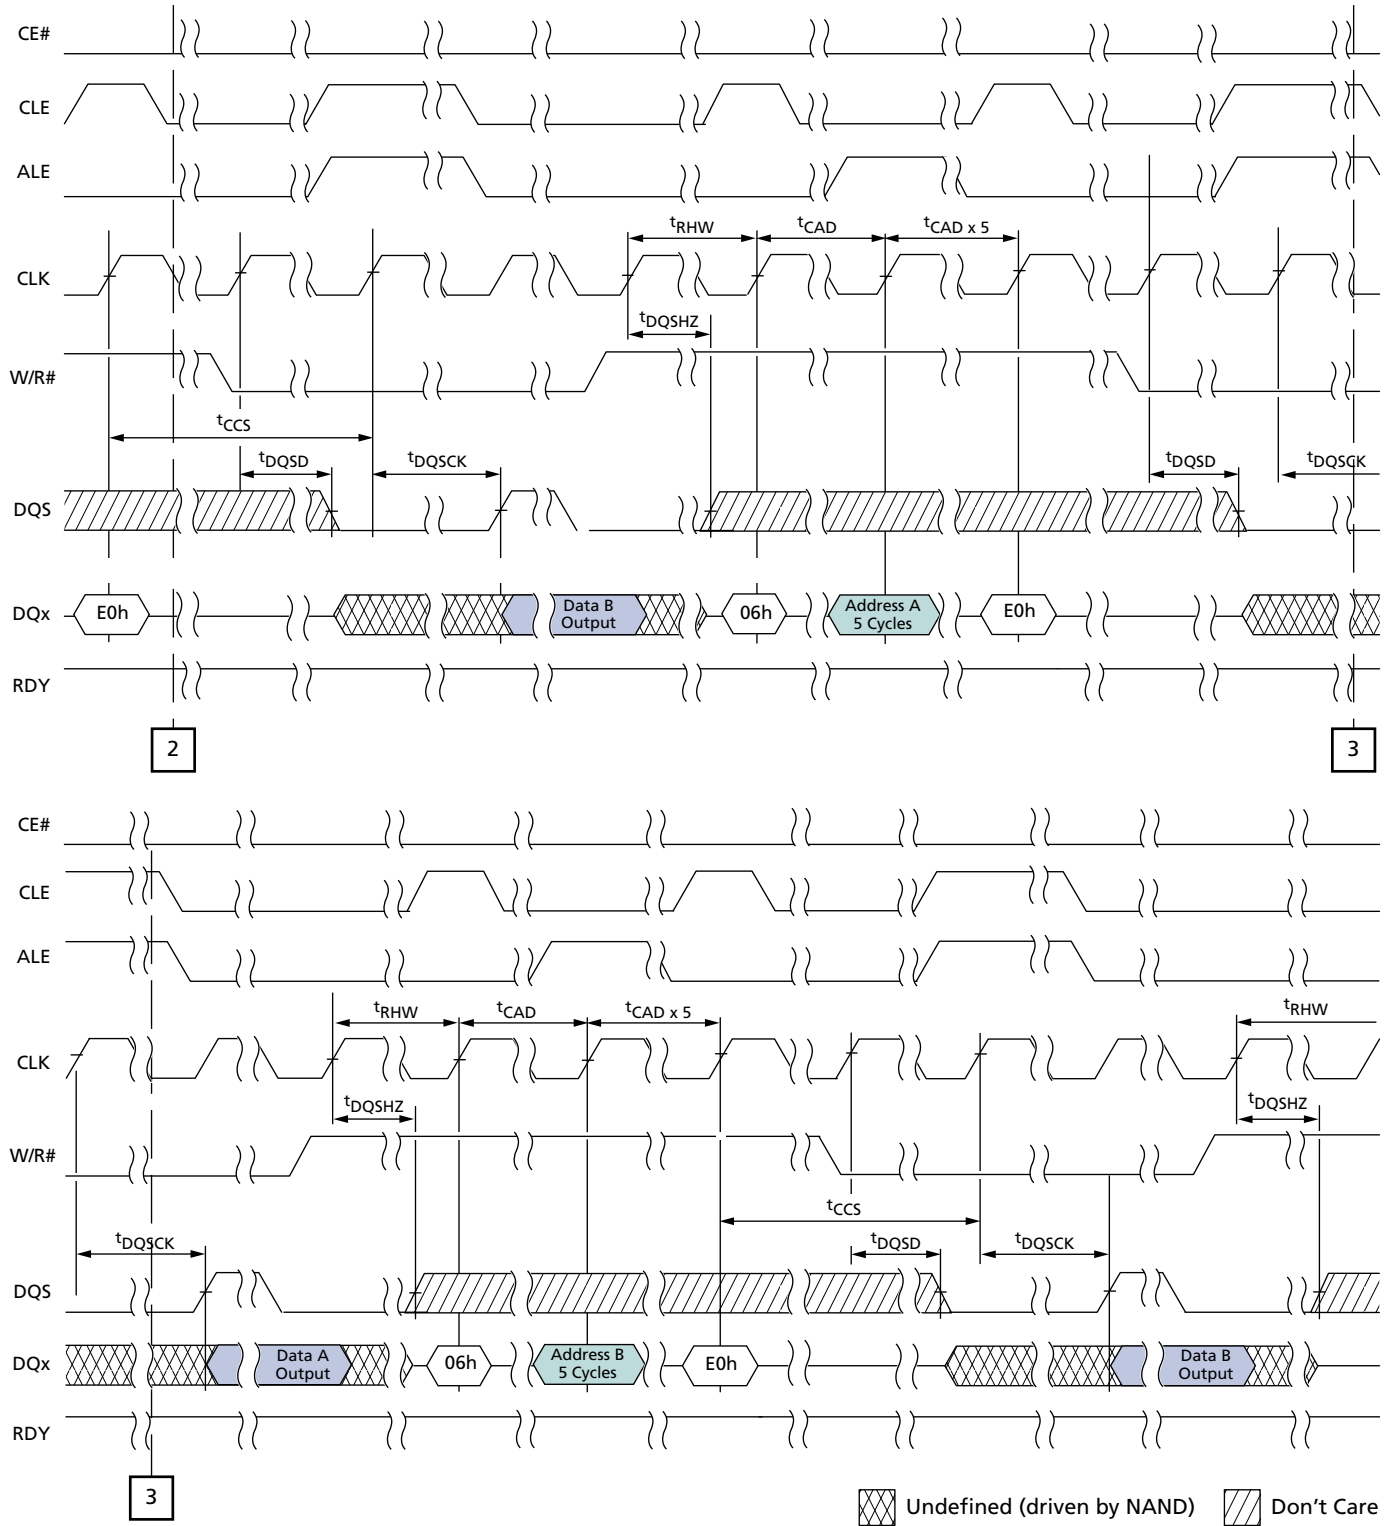 CE#
CLE
ALE
tRHW tCAD tCAD x 5
CLK
tDQSHZ
W/R#
tCCS
tDQSD tDQSCK tDQSD tDQSCK
DQS
DQx E0h Data B Output 06h Address A 5 Cycles E0h
RDY
2 3
CE#
CLE
ALE
tRHW tCAD tCAD x 5 tRHW
CLK
tDQSHZ tDQSHZ
W/R#
tCCS
tDQSCK tDQSD tDQSCK
DQS
DQx Data A Output 06h Address B 5 Cycles E0h Data B Output
RDY
3
Undefined (driven by NAND) Don't Care